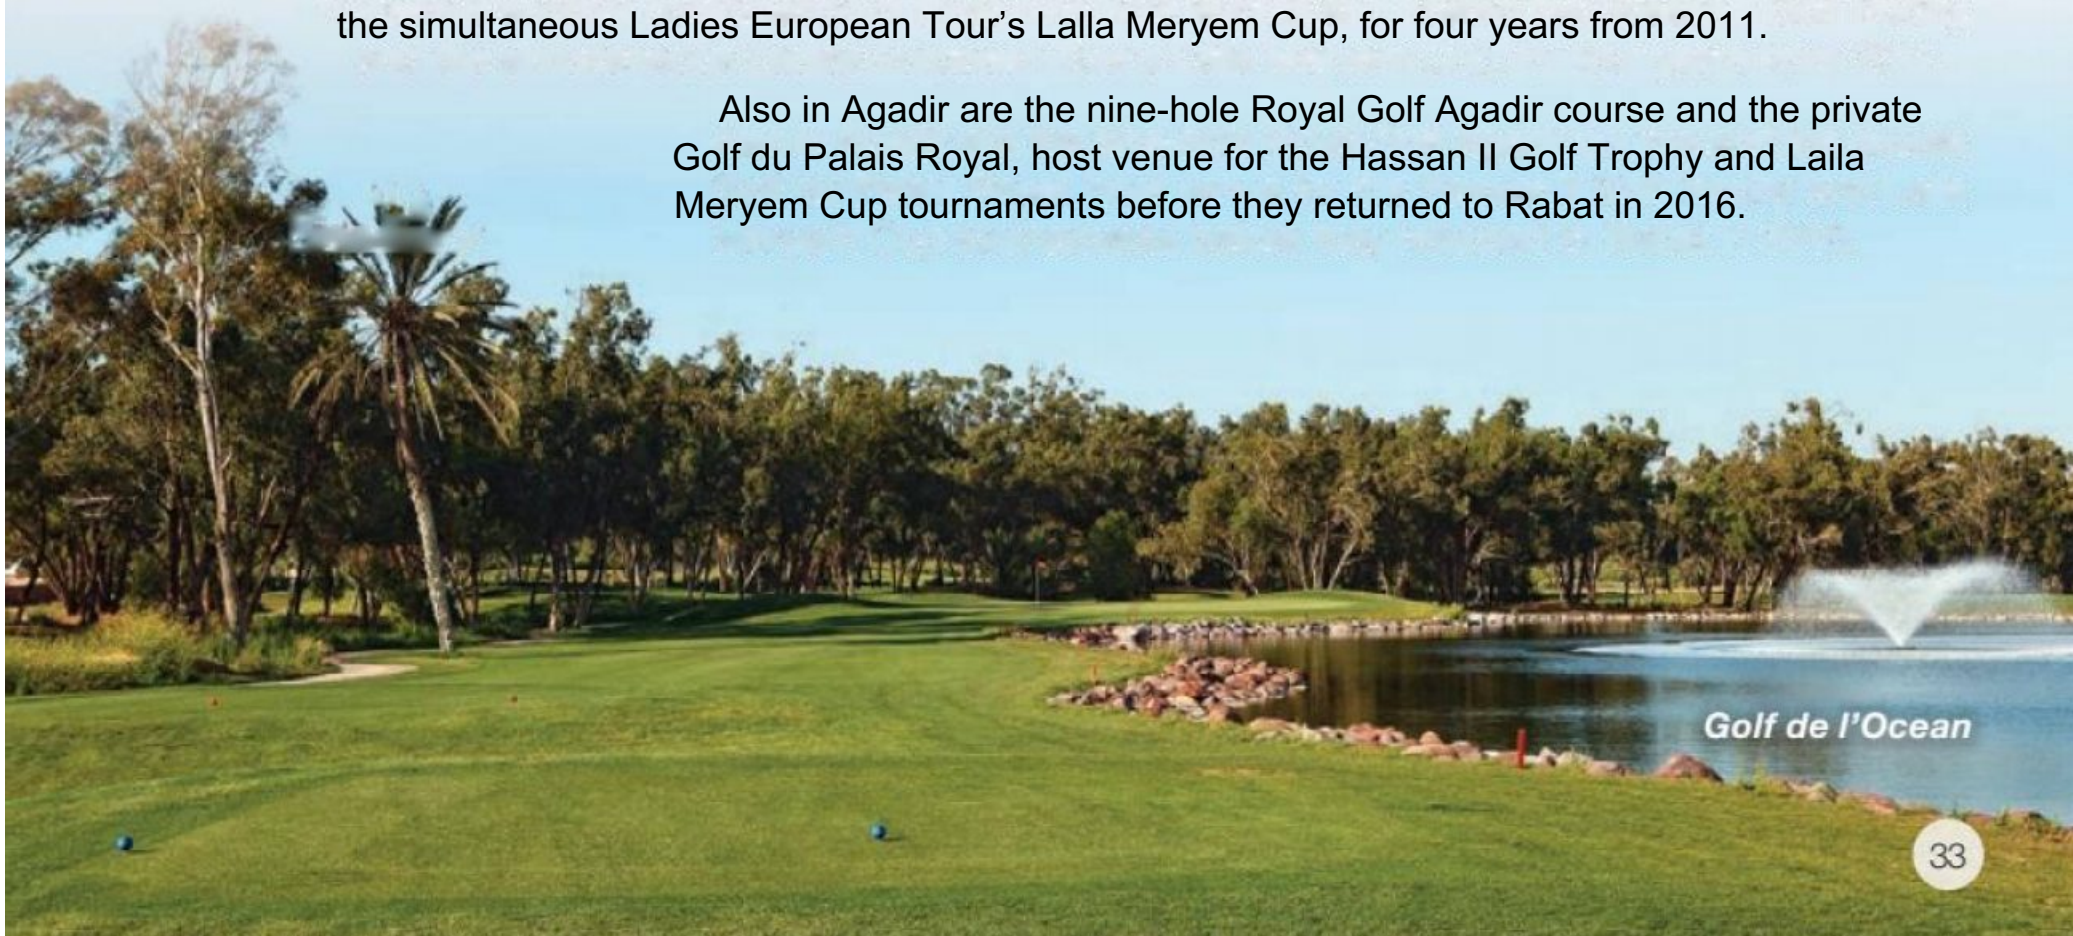 the simultaneous Ladies European Tour’s Lalla Meryem Cup, for four years from 2011.
Also in Agadir are the nine-hole Royal Golf Agadir course and the private
Golf du Palais Royal, host venue for the Hassan II Golf Trophy and Laila
Meryem Cup tournaments before they returned to Rabat in 2016.
Golf de l’Ocean
33